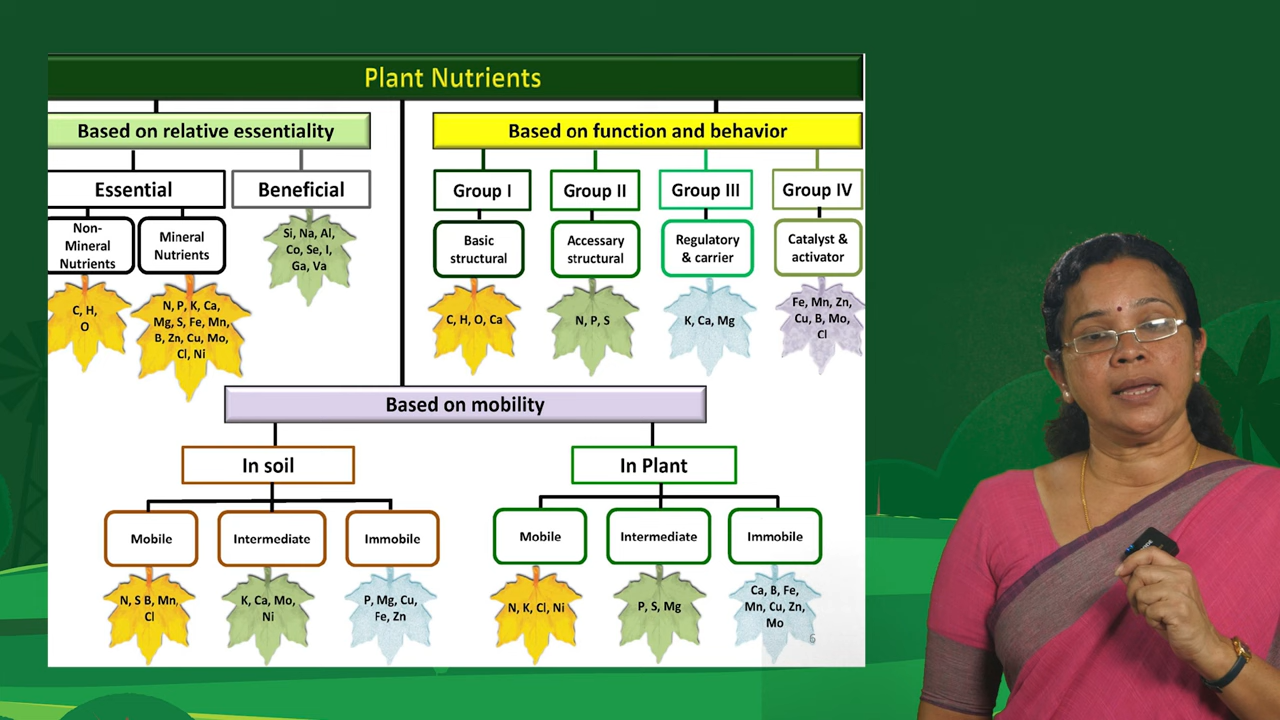 Plant Nutrients
Based on relative essentiality
Essential
Non-
Mineral
Nutrients
C, H,
O
Mineral
Nutrients
N, P, K, Ca,
Mg, S, Fe, Mn,
B, Zn, Cu, Mo,
Cl, Ni
Beneficial
Si, Na, Al,
Co, Se, I,
Ga, Va
Based on function and behavior
Group I
Basic
structural
C, H, O, Ca
Group II
Accessary
structural
N, P, S
Group III
Regulatory
& carrier
K, Ca, Mg
Group IV
Catalyst &
activator
Fe, Mn, Zn,
Cu, B, Mo,
Cl
Based on mobility
In soil
Mobile
N, S B, Mn,
Cl
Intermediate
K, Ca, Mo,
Ni
Immobile
P, Mg, Cu,
Fe, Zn
In Plant
Mobile
N, K, Cl, Ni
Intermediate
P, S, Mg
Immobile
Ca, B, Fe,
Mn, Cu, Zn,
Mo
6